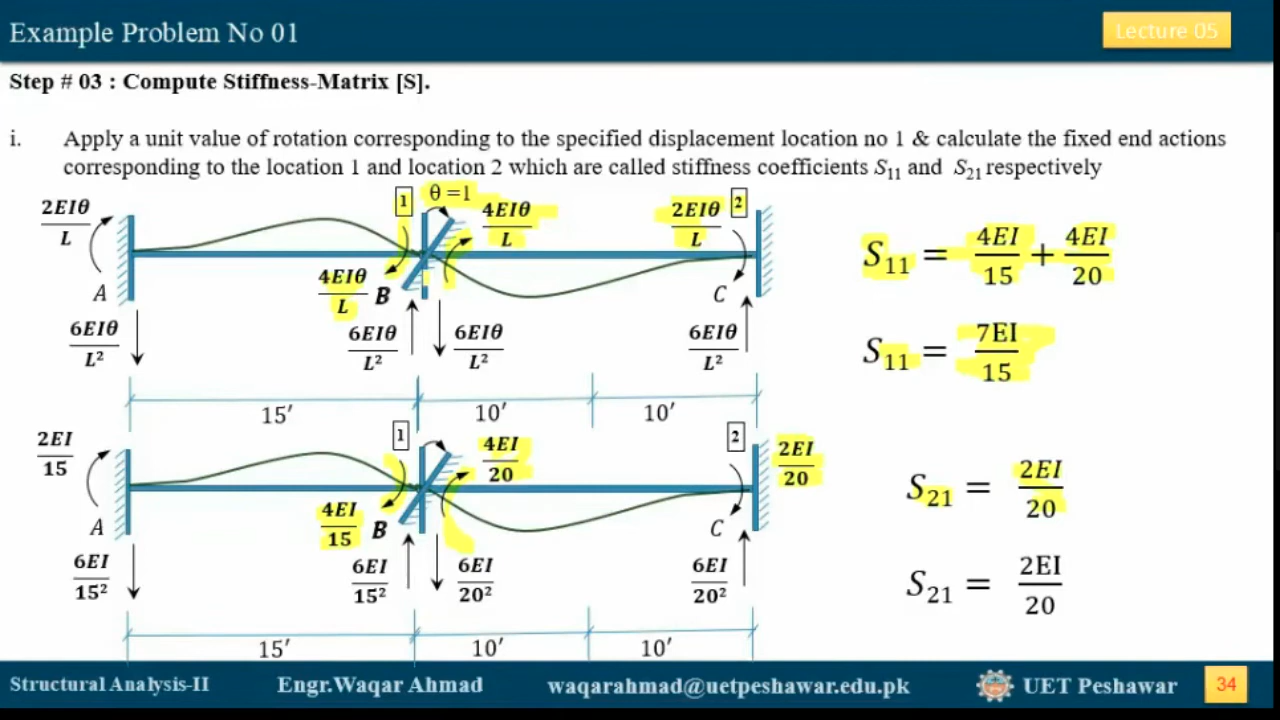 Example Problem No 01
Lecture 05
Step # 03 : Compute Stiffness-Matrix [S].
i. Apply a unit value of rotation corresponding to the specified displacement location no 1 & calculate the fixed end actions
corresponding to the location 1 and location 2 which are called stiffness coefficients S₁₁ and S₂₁ respectively
2EIθ/L
1
θ =1
4EIθ/L
2EIθ/L
2
4EIθ/L
A
B
C
6EIθ/L²
6EIθ/L²
6EIθ/L²
6EIθ/L²
15′
10′
10′
S₁₁ = 4EI/15 + 4EI/20
S₁₁ = 7EI/15
2EI/15
1
4EI/20
2
2EI/20
4EI/15
A
B
C
6EI/15²
6EI/15²
6EI/20²
6EI/20²
15′
10′
10′
S₂₁ = 2EI/20
S₂₁ = 2EI/20
Structural Analysis-II
Engr.Waqar Ahmad
waqarahmad@uetpeshawar.edu.pk
UET Peshawar
34